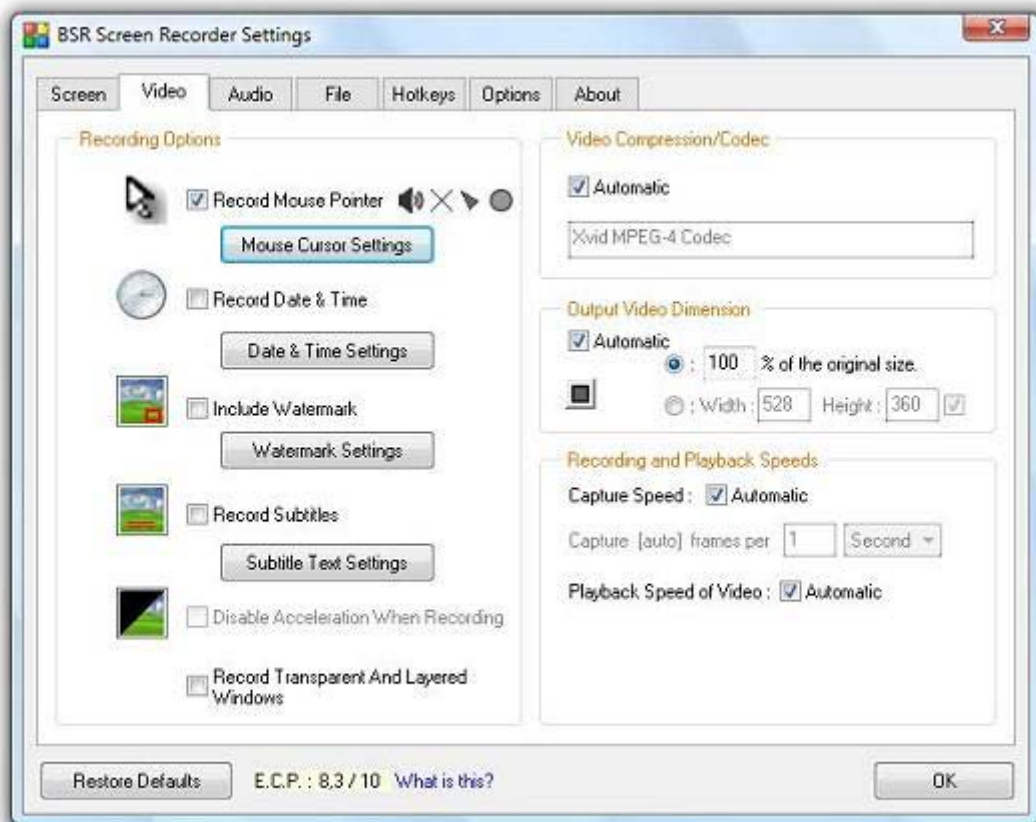 BSR Screen Recorder Settings
Screen Video Audio File Hotkeys Options About
Recording Options
Record Mouse Pointer
Mouse Cursor Settings
Record Date & Time
Date & Time Settings
Include Watermark
Watermark Settings
Record Subtitles
Subtitle Text Settings
Disable Acceleration When Recording
Record Transparent And Layered
Windows
Video Compression/Codec
Automatic
Xvid MPEG-4 Codec
Output Video Dimension
Automatic
: 100 % of the original size.
: Width : 528 Height : 360
Recording and Playback Speeds
Capture Speed : Automatic
Capture [auto] frames per 1 Second
Playback Speed of Video : Automatic
Restore Defaults E.C.P. : 8,3 / 10 What is this? OK